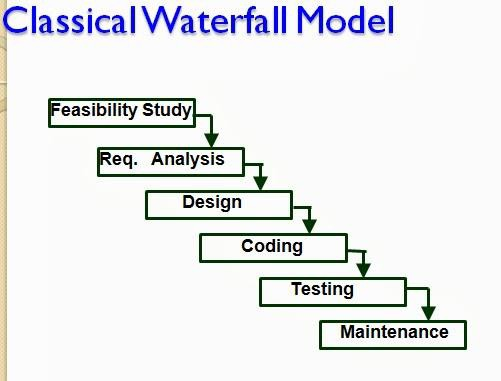 Classical Waterfall Model
Feasibility Study
Req. Analysis
Design
Coding
Testing
Maintenance